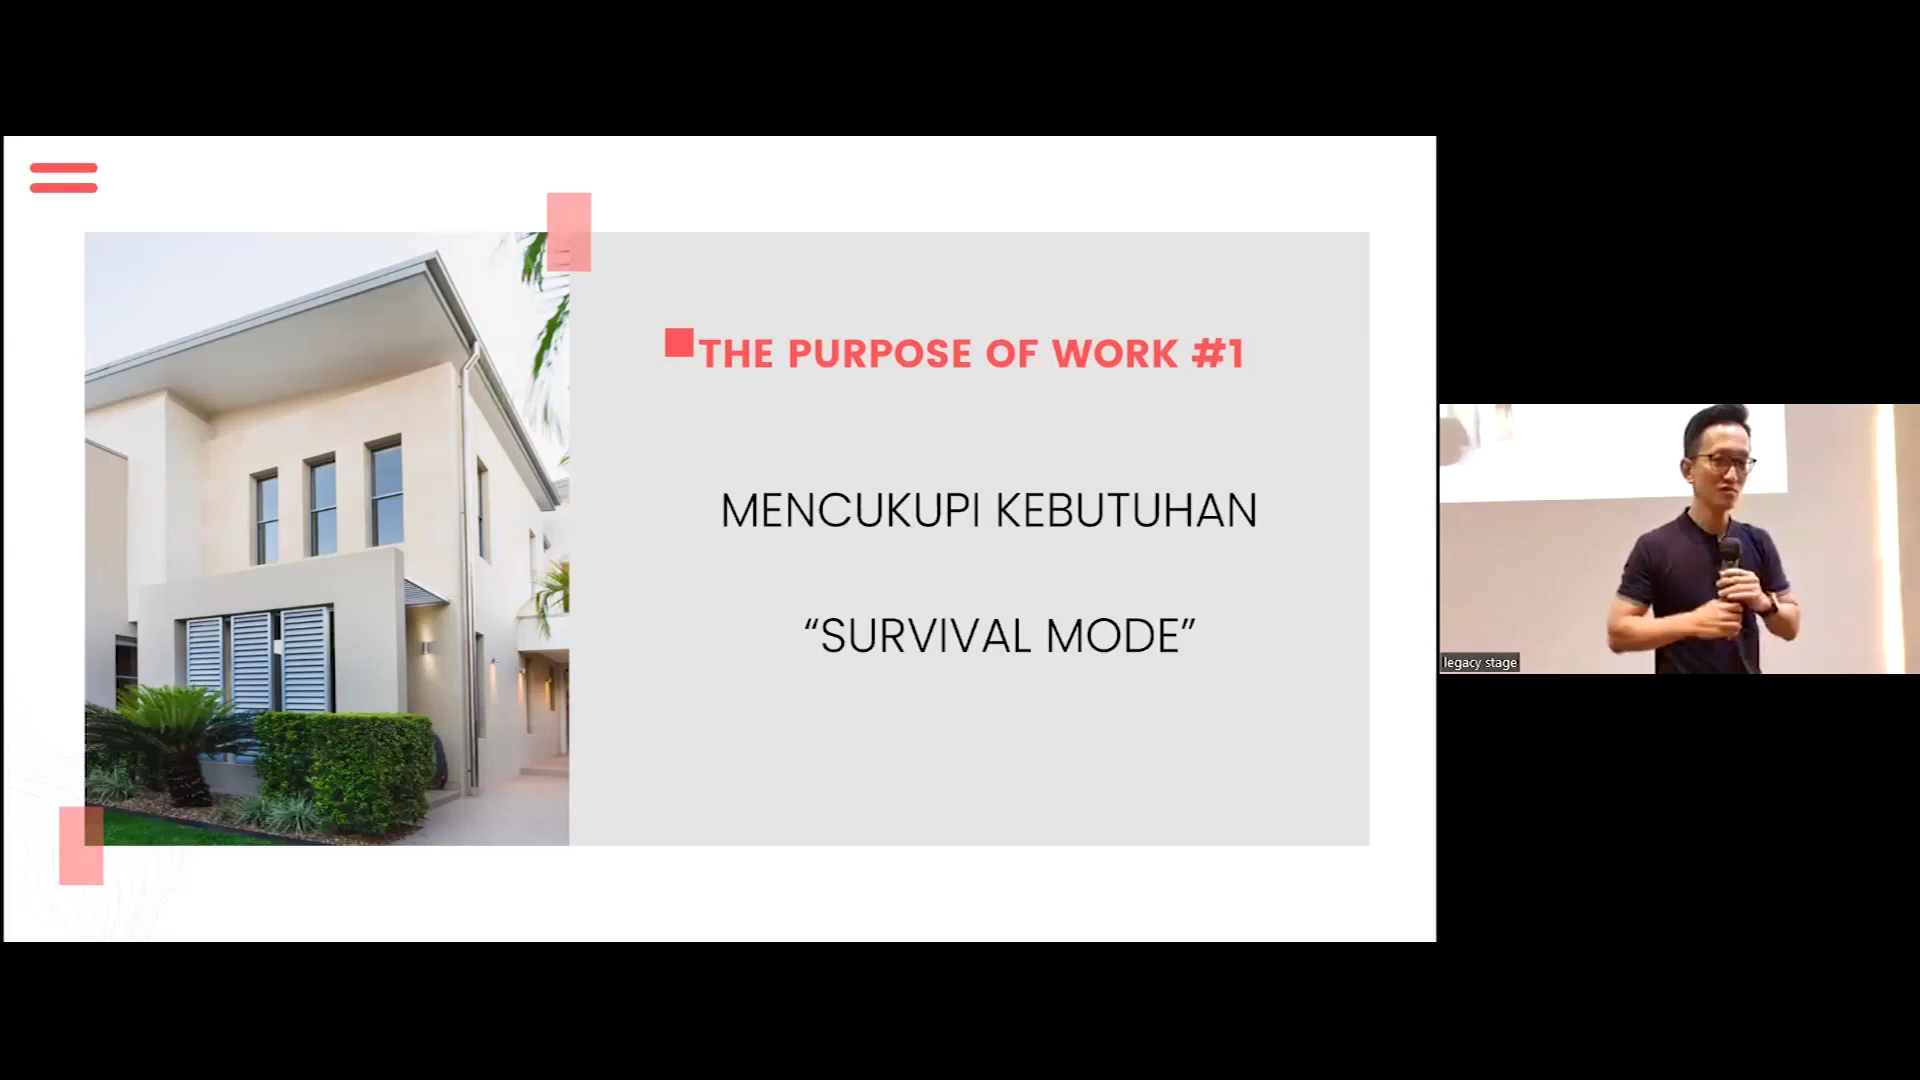 THE PURPOSE OF WORK #1
MENCUKUPI KEBUTUHAN
“SURVIVAL MODE”
legacy stage